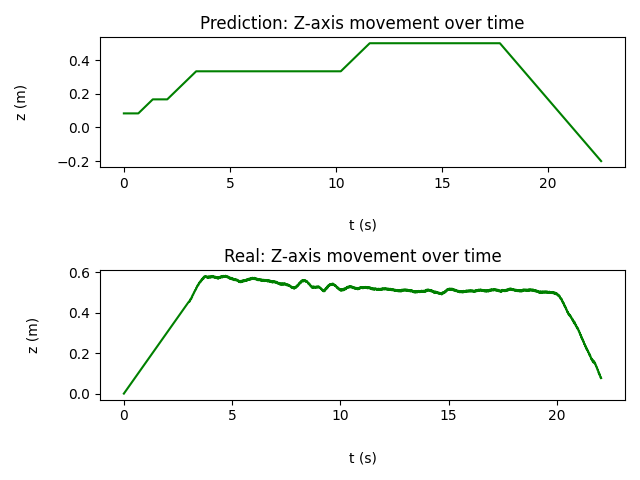 Prediction: Z-axis movement over time
z (m)
0.4
0.2
0.0
−0.2
0 5 10 15 20
t (s)
Real: Z-axis movement over time
z (m)
0.6
0.4
0.2
0.0
0 5 10 15 20
t (s)